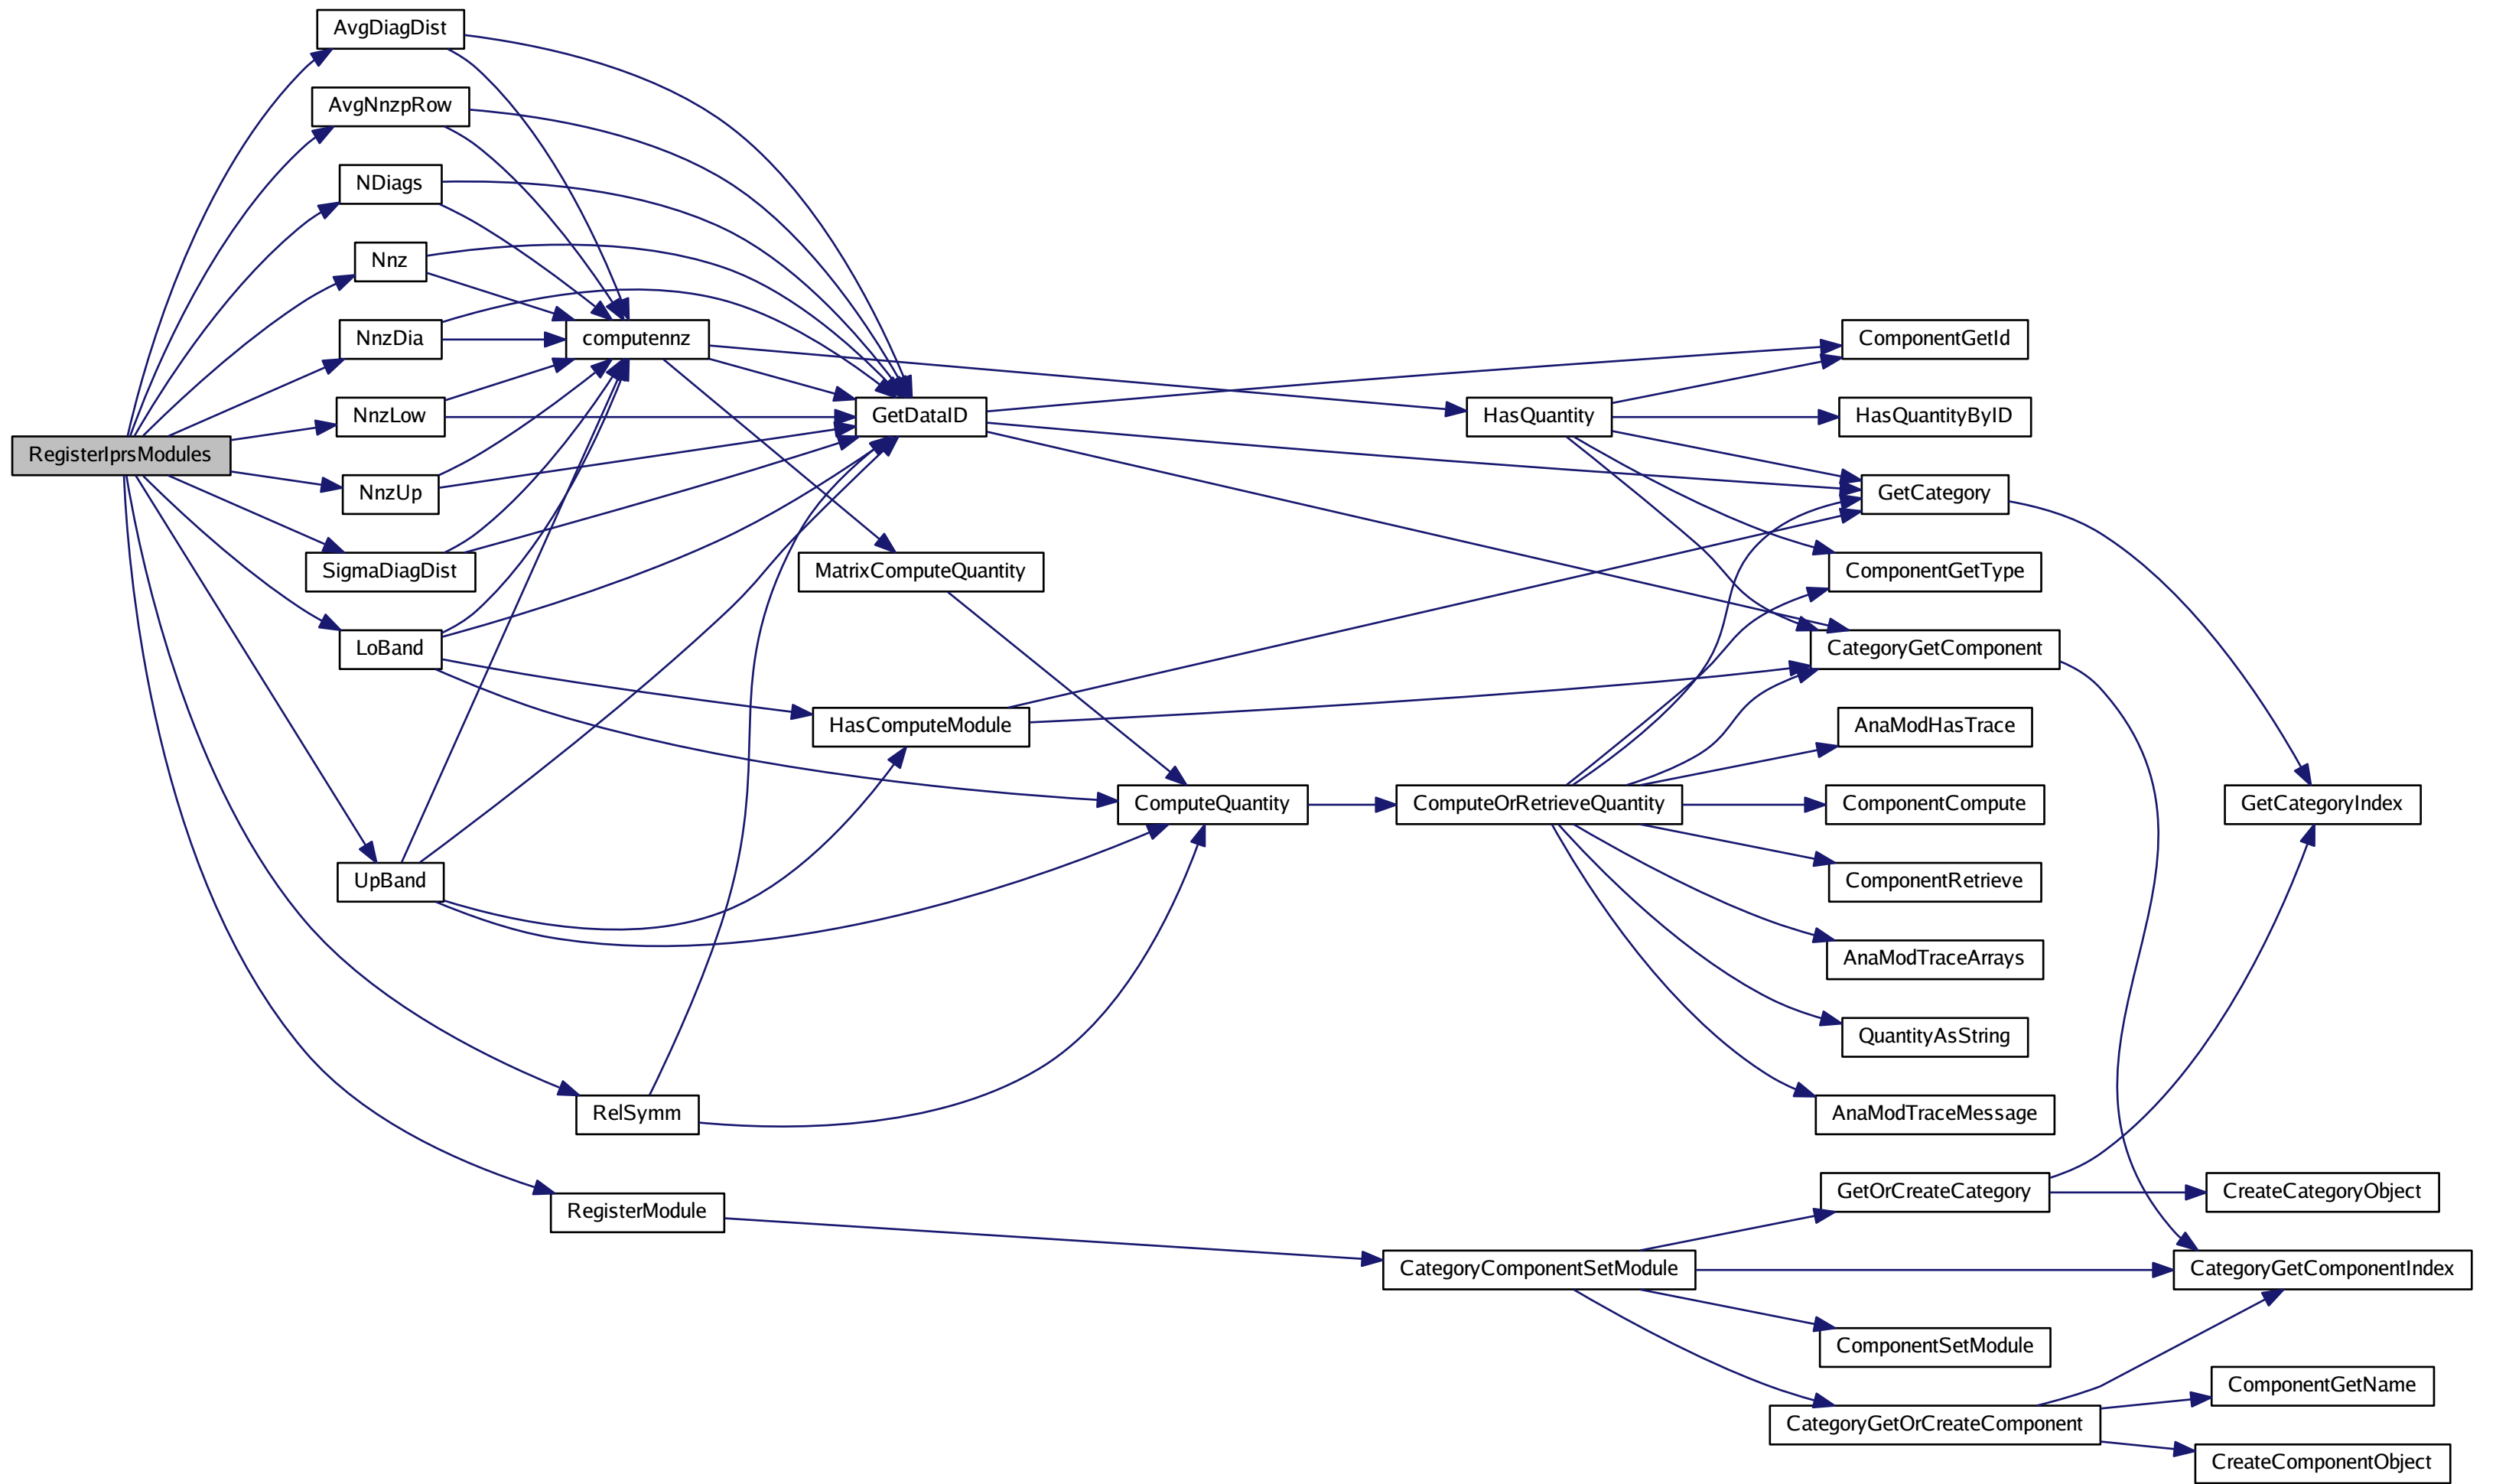 RegisterIprsModules
AvgDiagDist
AvgNnzpRow
NDiags
Nnz
NnzDia
NnzLow
NnzUp
SigmaDiagDist
LoBand
UpBand
computennz
RelSymm
RegisterModule
GetDataID
MatrixComputeQuantity
HasComputeModule
ComputeQuantity
HasQuantity
ComputeOrRetrieveQuantity
CategoryComponentSetModule
ComponentGetId
HasQuantityByID
GetCategory
ComponentGetType
CategoryGetComponent
AnaModHasTrace
ComponentCompute
ComponentRetrieve
AnaModTraceArrays
QuantityAsString
AnaModTraceMessage
GetOrCreateCategory
ComponentSetModule
CategoryGetOrCreateComponent
GetCategoryIndex
CreateCategoryObject
CategoryGetComponentIndex
ComponentGetName
CreateComponentObject